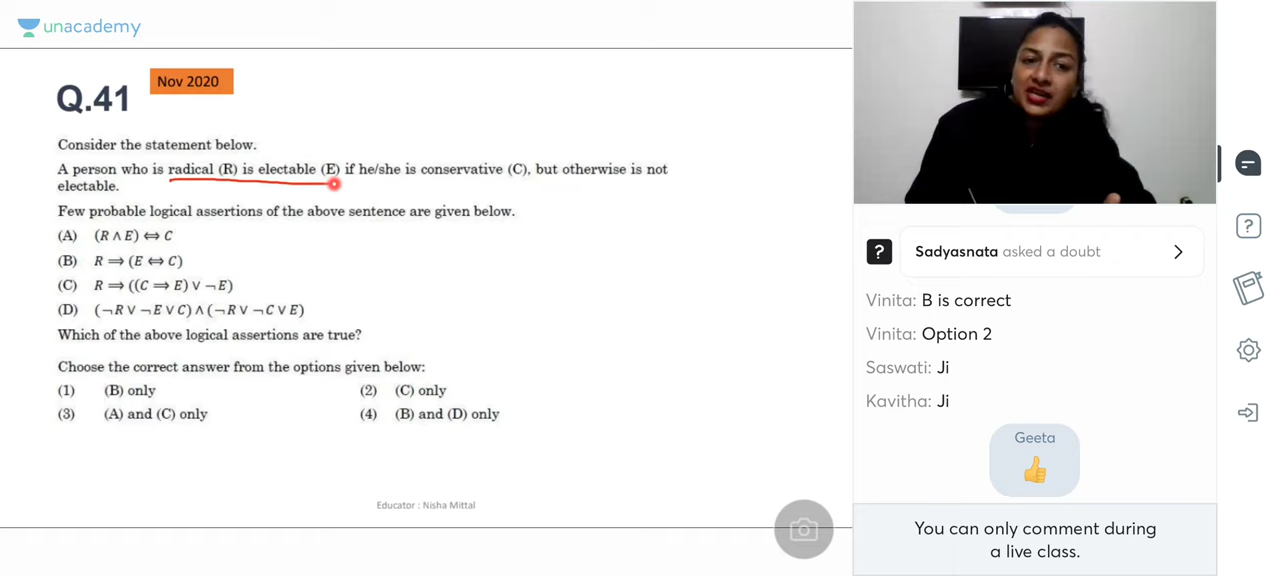 unacademy
Q.41
Nov 2020
Consider the statement below.
A person who is radical (R) is electable (E) if he/she is conservative (C), but otherwise is not
electable.
Few probable logical assertions of the above sentence are given below.
(A) (R ∧ E) ⟺ C
(B) R ⟹ (E ⟺ C)
(C) R ⟹ ((C ⟹ E) ∨ ¬E)
(D) (¬R ∨ ¬E ∨ C) ∧ (¬R ∨ ¬C ∨ E)
Which of the above logical assertions are true?
Choose the correct answer from the options given below:
(1) (B) only
(2) (C) only
(3) (A) and (C) only
(4) (B) and (D) only
Educator : Nisha Mittal
? Sadyasnata asked a doubt
Vinita: B is correct
Vinita: Option 2
Saswati: Ji
Kavitha: Ji
Geeta
You can only comment during
a live class.
?